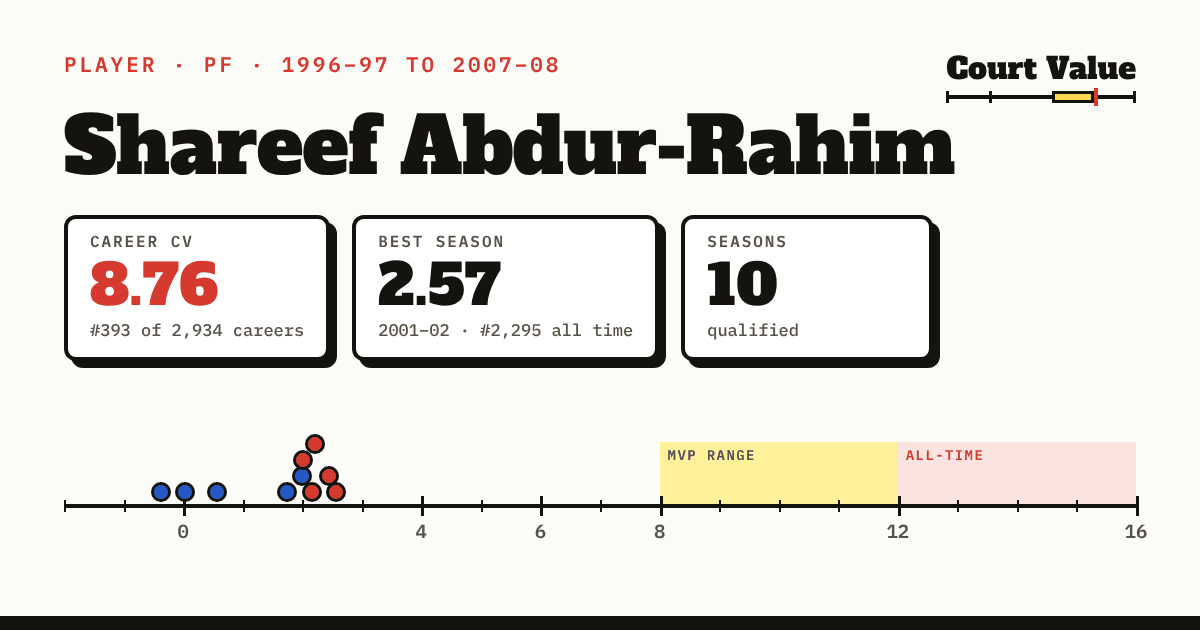 PLAYER · PF · 1996–97 TO 2007–08
Court Value
Shareef Abdur-Rahim
CAREER CV
8.76
#393 of 2,934 careers
BEST SEASON
2.57
2001–02 · #2,295 all time
SEASONS
10
qualified
MVP RANGE
ALL-TIME
0 4 6 8 12 16